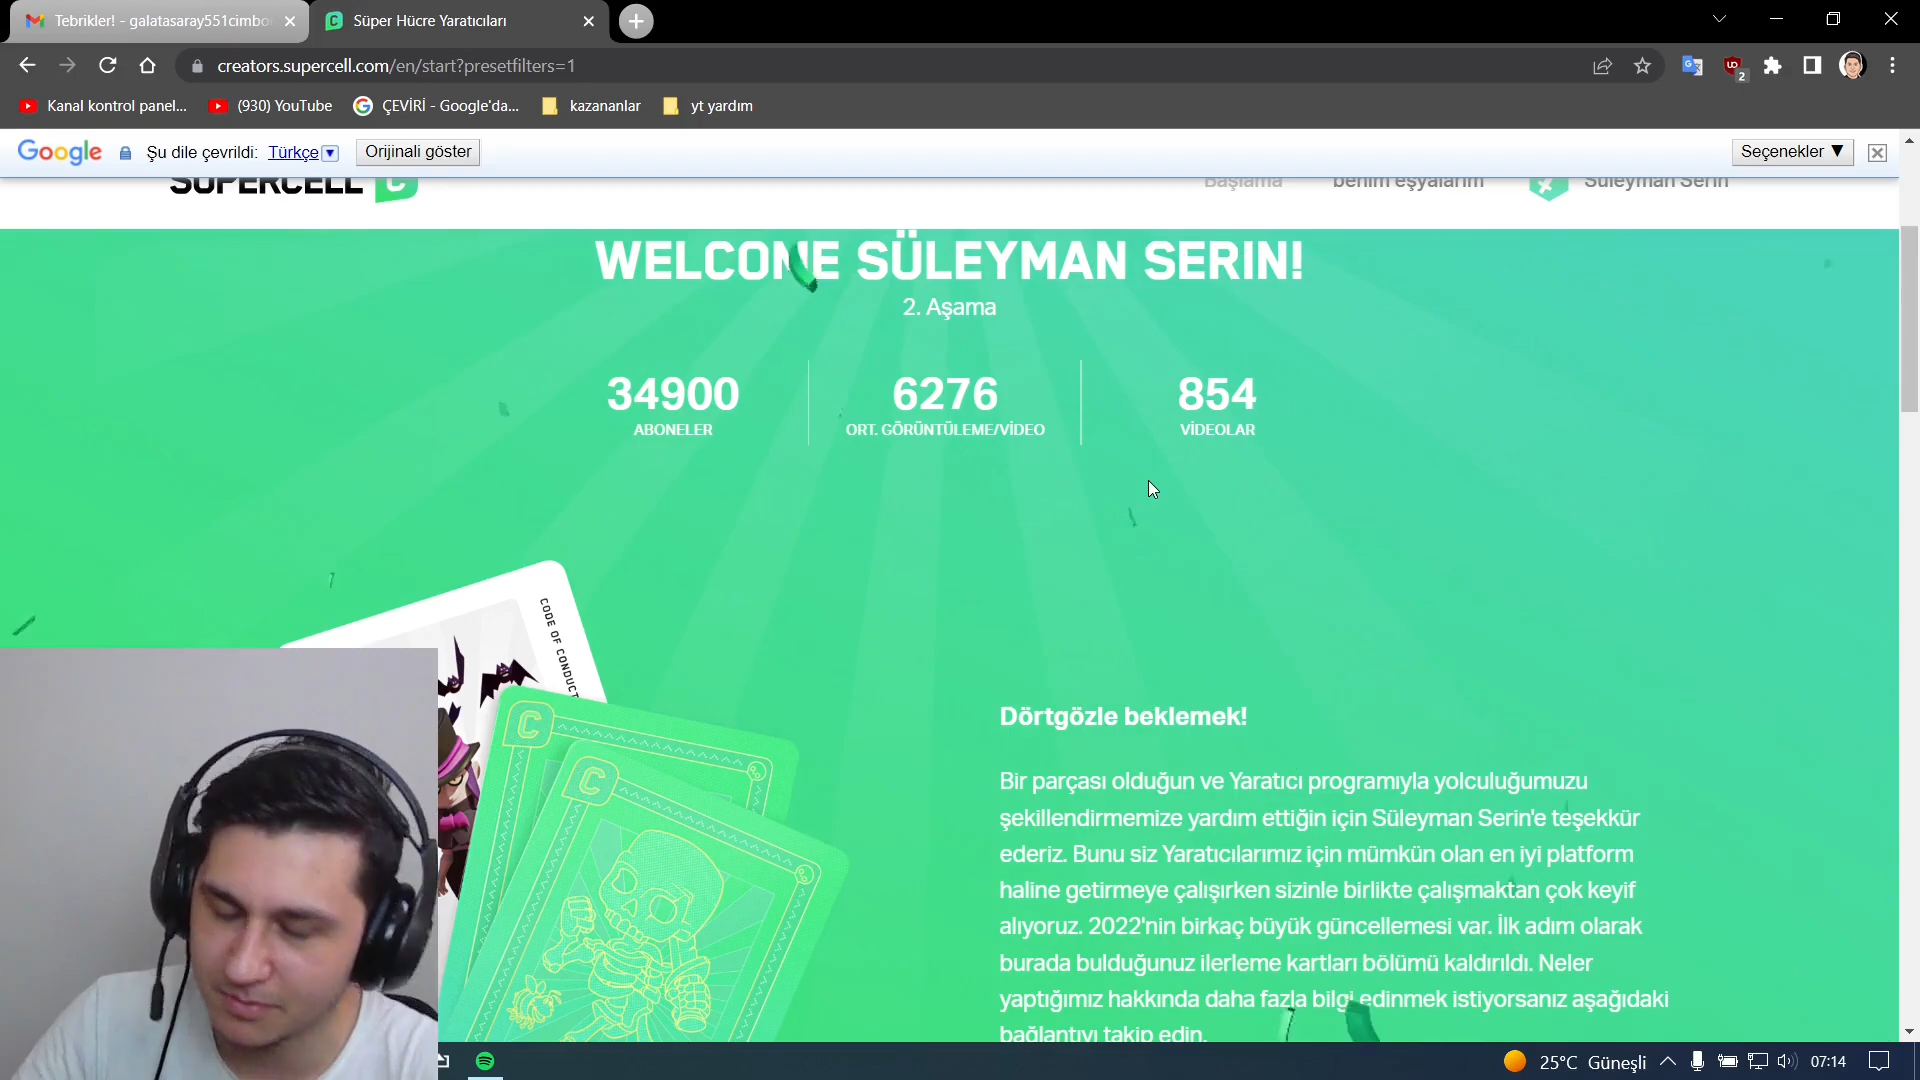 Tebrikler! - galatasaray551cimbo
Süper Hücre Yaratıcıları
creators.supercell.com/en/start?presetfilters=1
2
Kanal kontrol panel...
(930) YouTube
ÇEVİRİ - Google'da...
kazananlar
yt yardım
Google
Şu dile çevrildi: Türkçe
Orijinali göster
Seçenekler ▼
SUPERCELL C
Başlama
benim eşyalarım
Süleyman Serin
WELCOME SÜLEYMAN SERIN!
2. Aşama
34900
ABONELER
6276
ORT. GÖRÜNTÜLEME/VİDEO
854
VİDEOLAR
CODE OF CONDUCT
C
C
Dörtgözle beklemek!
Bir parçası olduğun ve Yaratıcı programıyla yolculuğumuzu
şekillendirmemize yardım ettiğin için Süleyman Serin'e teşekkür
ederiz. Bunu siz Yaratıcılarımız için mümkün olan en iyi platform
haline getirmeye çalışırken sizinle birlikte çalışmaktan çok keyif
alıyoruz. 2022'nin birkaç büyük güncellemesi var. İlk adım olarak
burada bulduğunuz ilerleme kartları bölümü kaldırıldı. Neler
yaptığımız hakkında daha fazla bilgi edinmek istiyorsanız aşağıdaki
bağlantıyı takip edin.
25°C Güneşli
07:14